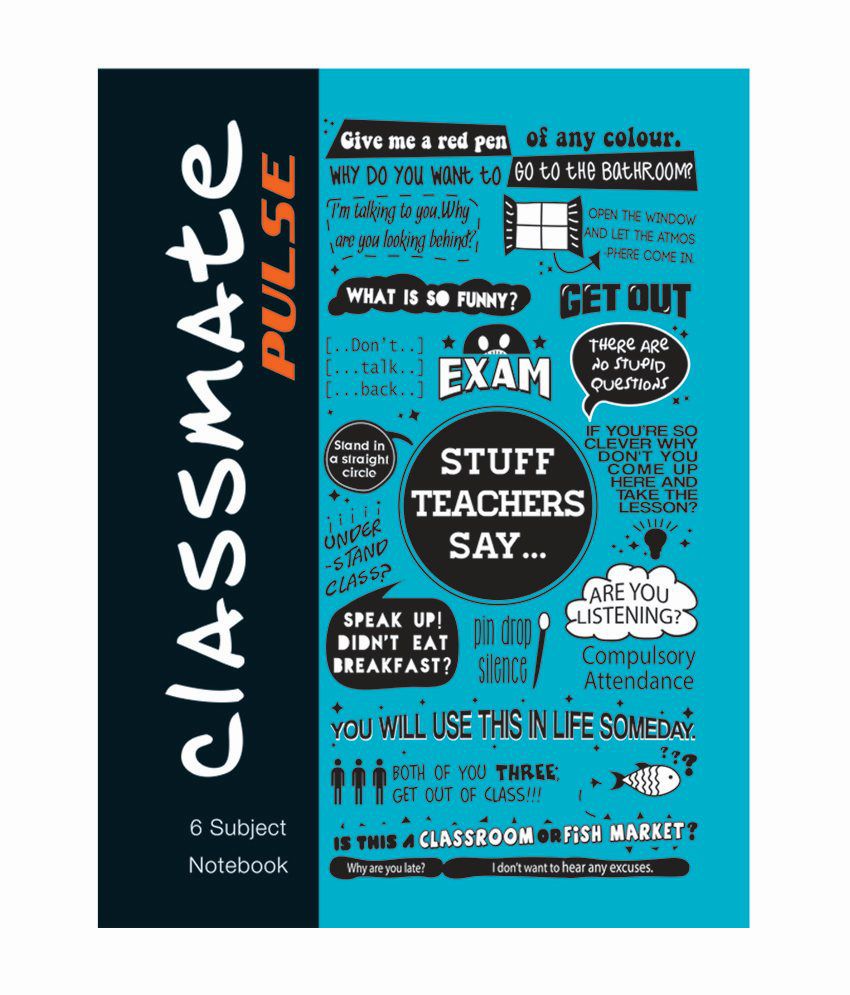 classmate
PULSE
6 Subject
Notebook
Give me a red pen of any colour.
WHY DO YOU WANT to GO to tHE BatHROOM?
I'm talking to you.Why
are you looking behind?
OPEN THE WINDOW
AND LET THE ATMOS
-PHERE COME IN.
WHAT IS SO FUNNY?
GET OUT
[..Don't..]
[...talk..]
[...back..]
EXAM
THERE ARE
NO STUPID
QUESTIONS
Stand in
a straight
circle
STUFF
TEACHERS
SAY...
IF YOU'RE SO
CLEVER WHY
DON'T YOU
COME UP
HERE AND
TAKE THE
LESSON?
UNDER
-STAND
CLASS?
ARE YOU
LISTENING?
SPEAK UP!
DIDN'T EAT
BREAKFAST?
pin drop
silence
Compulsory
Attendance
YOU WILL USE THIS IN LIFE SOMEDAY.
BOTH OF YOU THREE;
GET OUT OF CLASS!!!
???
IS THIS A CLASSROOM OR FISH MARKET?
Why are you late?
I don't want to hear any excuses.